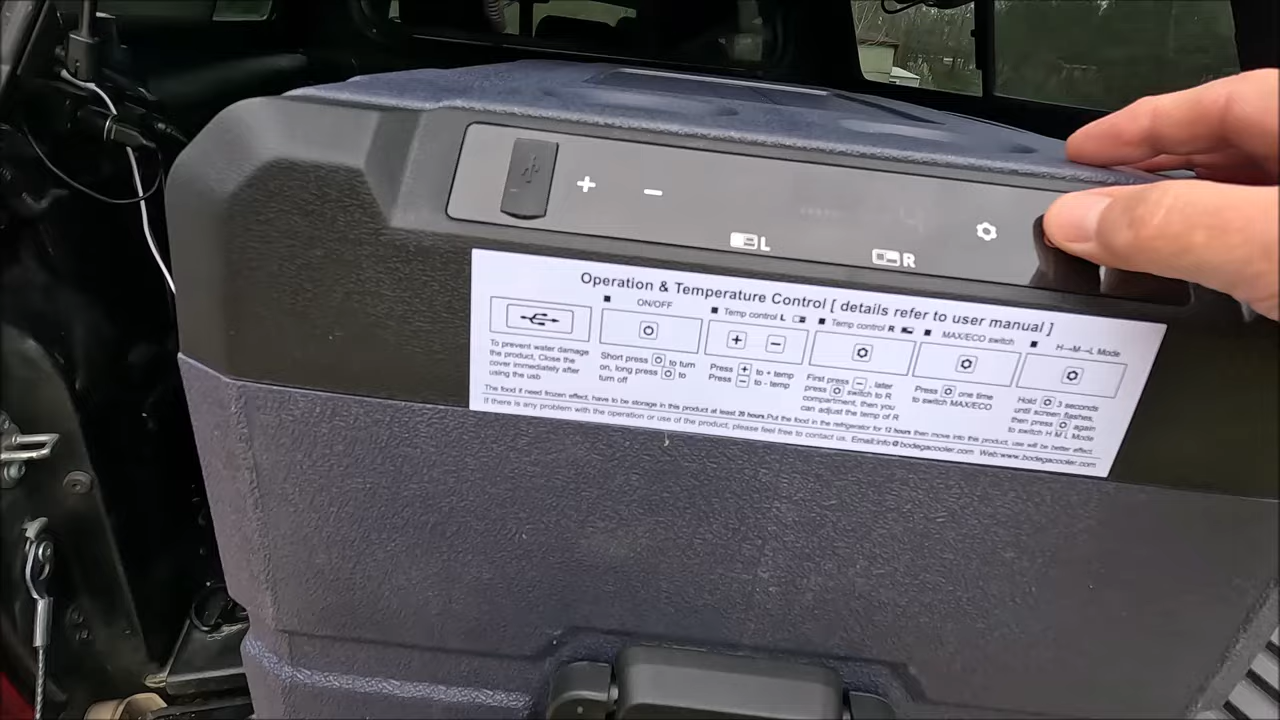 + −
L
R
Operation & Temperature Control [ details refer to user manual ]
ON/OFF
Temp control L
Temp control R
MAX/ECO switch
H→M→L Mode
To prevent water damage
the product, Close the
cover immediately after
using the usb
Short press to turn
on, long press to
turn off
Press + to + temp
Press − to - temp
First press −, later
press switch to R
compartment, then you
can adjust the temp of R
Press one time
to switch MAX/ECO
Hold 3 seconds
until screen flashes,
then press again
to switch H M L Mode
The food if need frozen effect, have to be storage in this product at least 20 hours.Put the food in the refrigerator for 12 hours then move into this product, use will be better effect.
If there is any problem with the operation or use of the product, please feel free to contact us. Email:info@bodegacooler.com Web:www.bodegacooler.com